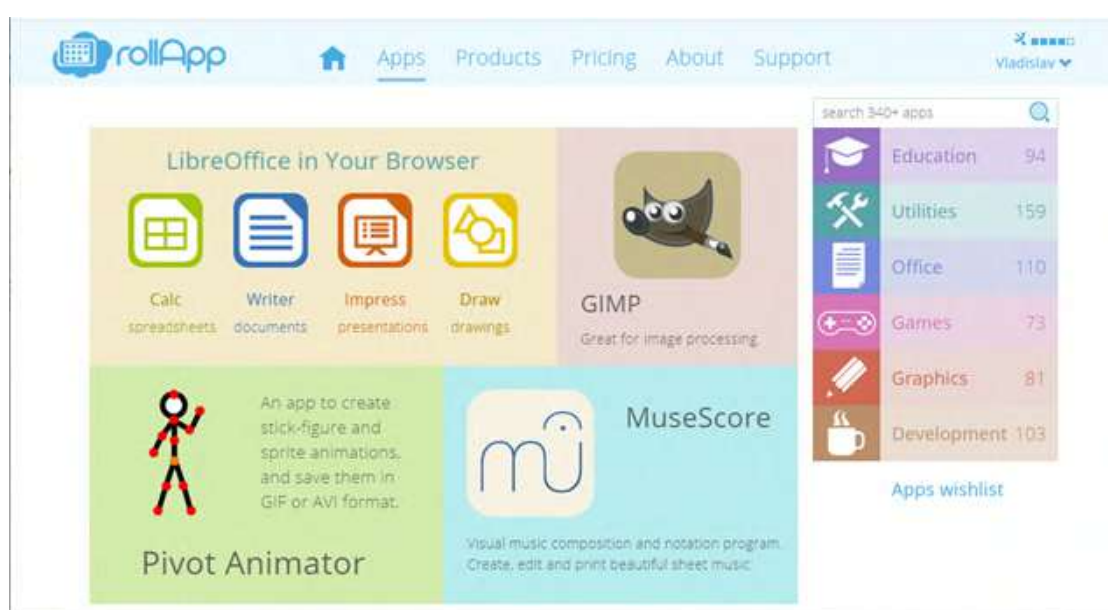 rollApp
Apps Products Pricing About Support
Vladislav
search 340+ apps
LibreOffice in Your Browser
Calc
spreadsheets
Writer
documents
Impress
presentations
Draw
drawings
GIMP
Great for image processing
Education 94
Utilities 159
Office 110
Games 73
Graphics 81
Development 103
Apps wishlist
An app to create
stick-figure and
sprite animations,
and save them in
GIF or AVI format.
Pivot Animator
mu
MuseScore
Visual music composition and notation program.
Create, edit and print beautiful sheet music